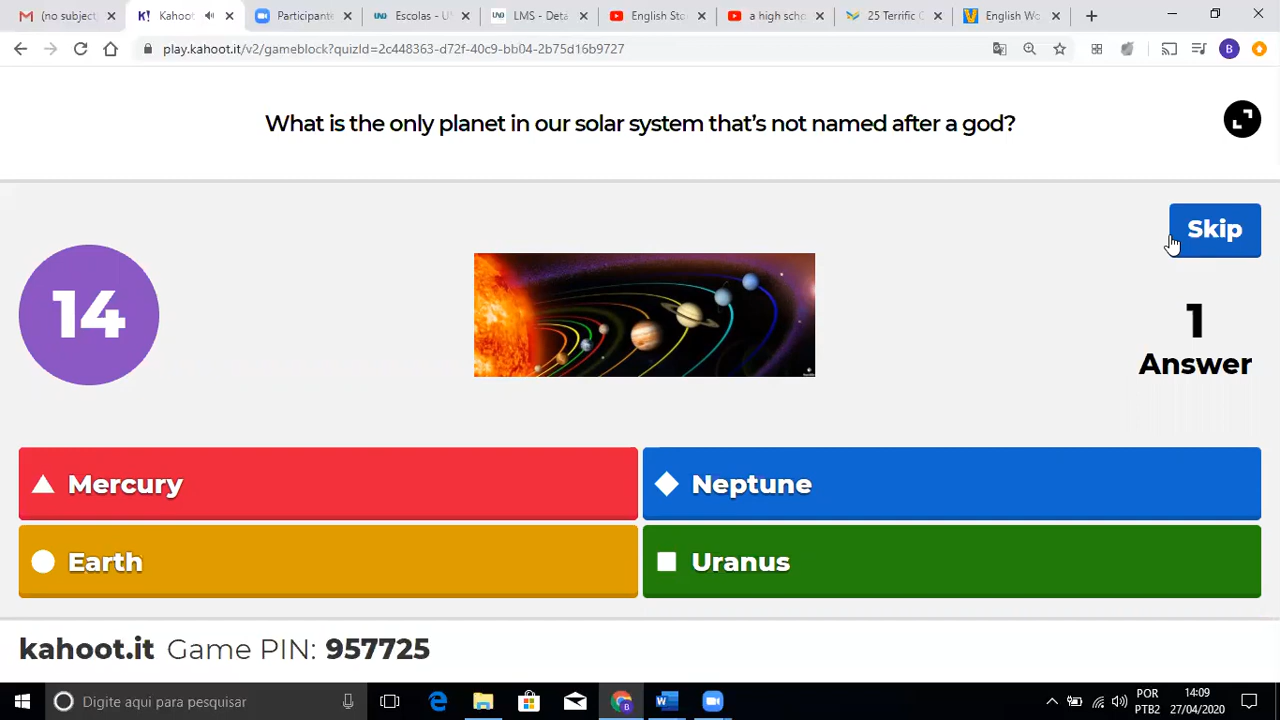 (no subject
Kahoot
Participante
Escolas - U
LMS - Deta
English Sto
a high scho
25 Terrific
English Wo
play.kahoot.it/v2/gameblock?quizId=2c448363-d72f-40c9-bb04-2b75d16b9727
What is the only planet in our solar system that's not named after a god?
Skip
14
1
Answer
Mercury
Neptune
Earth
Uranus
kahoot.it Game PIN: 957725
Digite aqui para pesquisar
POR
PTB2
14:09
27/04/2020